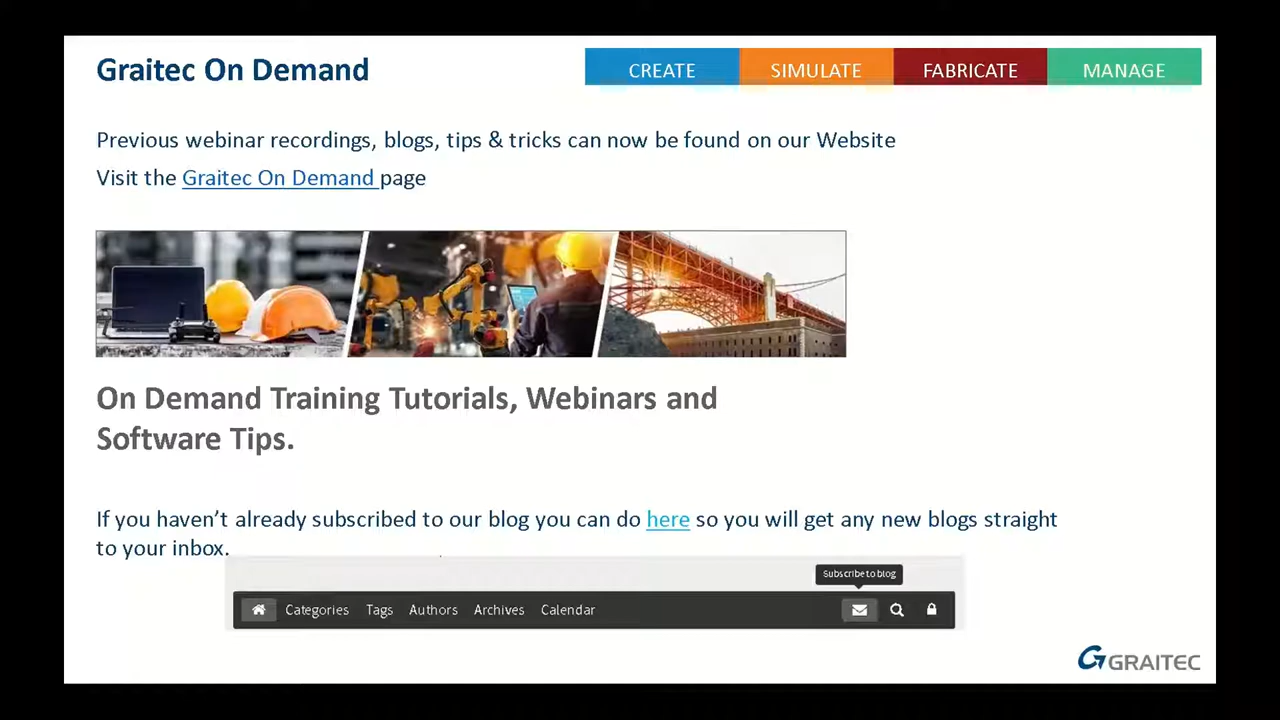 Graitec On Demand
CREATE SIMULATE FABRICATE MANAGE
Previous webinar recordings, blogs, tips & tricks can now be found on our Website
Visit the Graitec On Demand page
On Demand Training Tutorials, Webinars and
Software Tips.
If you haven't already subscribed to our blog you can do here so you will get any new blogs straight
to your inbox.
Subscribe to blog
Categories Tags Authors Archives Calendar
GRAITEC